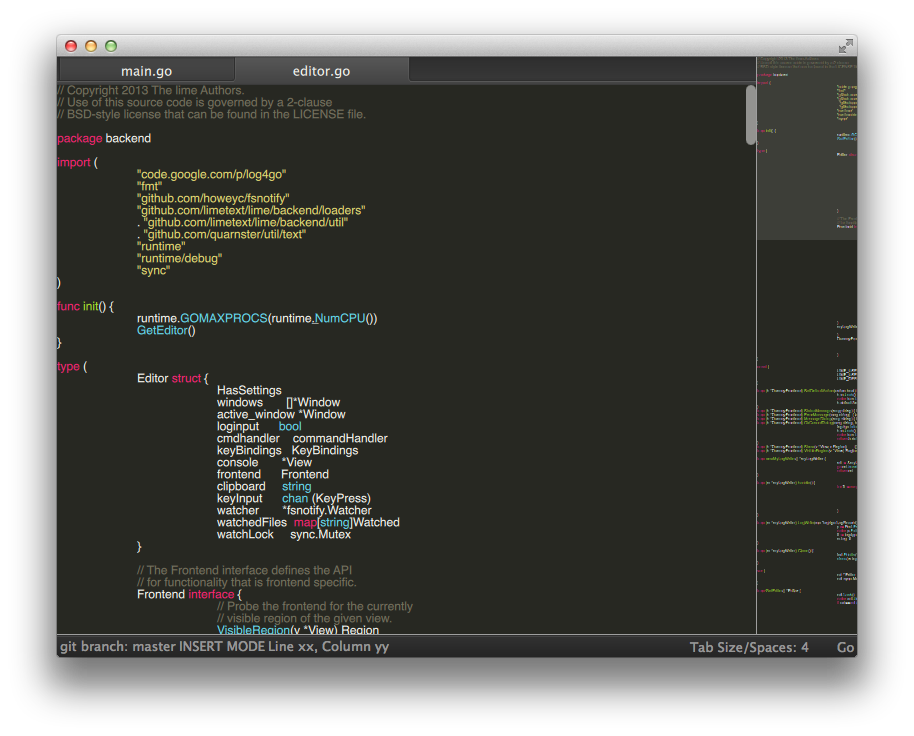 main.go
editor.go
// Copyright 2013 The lime Authors.
// Use of this source code is governed by a 2-clause
// BSD-style license that can be found in the LICENSE file.
package backend
import (
"code.google.com/p/log4go"
"fmt"
"github.com/howeyc/fsnotify"
"github.com/limetext/lime/backend/loaders"
. "github.com/limetext/lime/backend/util"
. "github.com/quarnster/util/text"
"runtime"
"runtime/debug"
"sync"
)
func init() {
runtime.GOMAXPROCS(runtime.NumCPU())
GetEditor()
}
type (
Editor struct {
HasSettings
windows []*Window
active_window *Window
loginput bool
cmdhandler commandHandler
keyBindings KeyBindings
console *View
frontend Frontend
clipboard string
keyInput chan (KeyPress)
watcher *fsnotify.Watcher
watchedFiles map[string]Watched
watchLock sync.Mutex
}
// The Frontend interface defines the API
// for functionality that is frontend specific.
Frontend interface {
// Probe the frontend for the currently
// visible region of the given view.
VisibleRegion(v *View) Region
git branch: master INSERT MODE Line xx, Column yy
Tab Size/Spaces: 4
Go